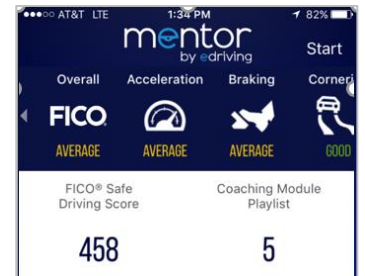 AT&T LTE 1:34 PM 82%
mentor
by edriving
Start
Overall Acceleration Braking Corneri
FICO
AVERAGE AVERAGE AVERAGE GOOD
FICO® Safe
Driving Score
Coaching Module
Playlist
458 5